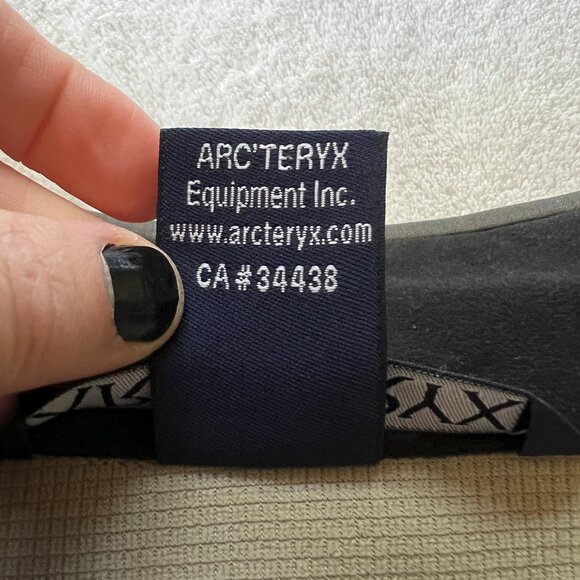 ARC'TERYX
Equipment Inc.
www.arcteryx.com
CA#34438